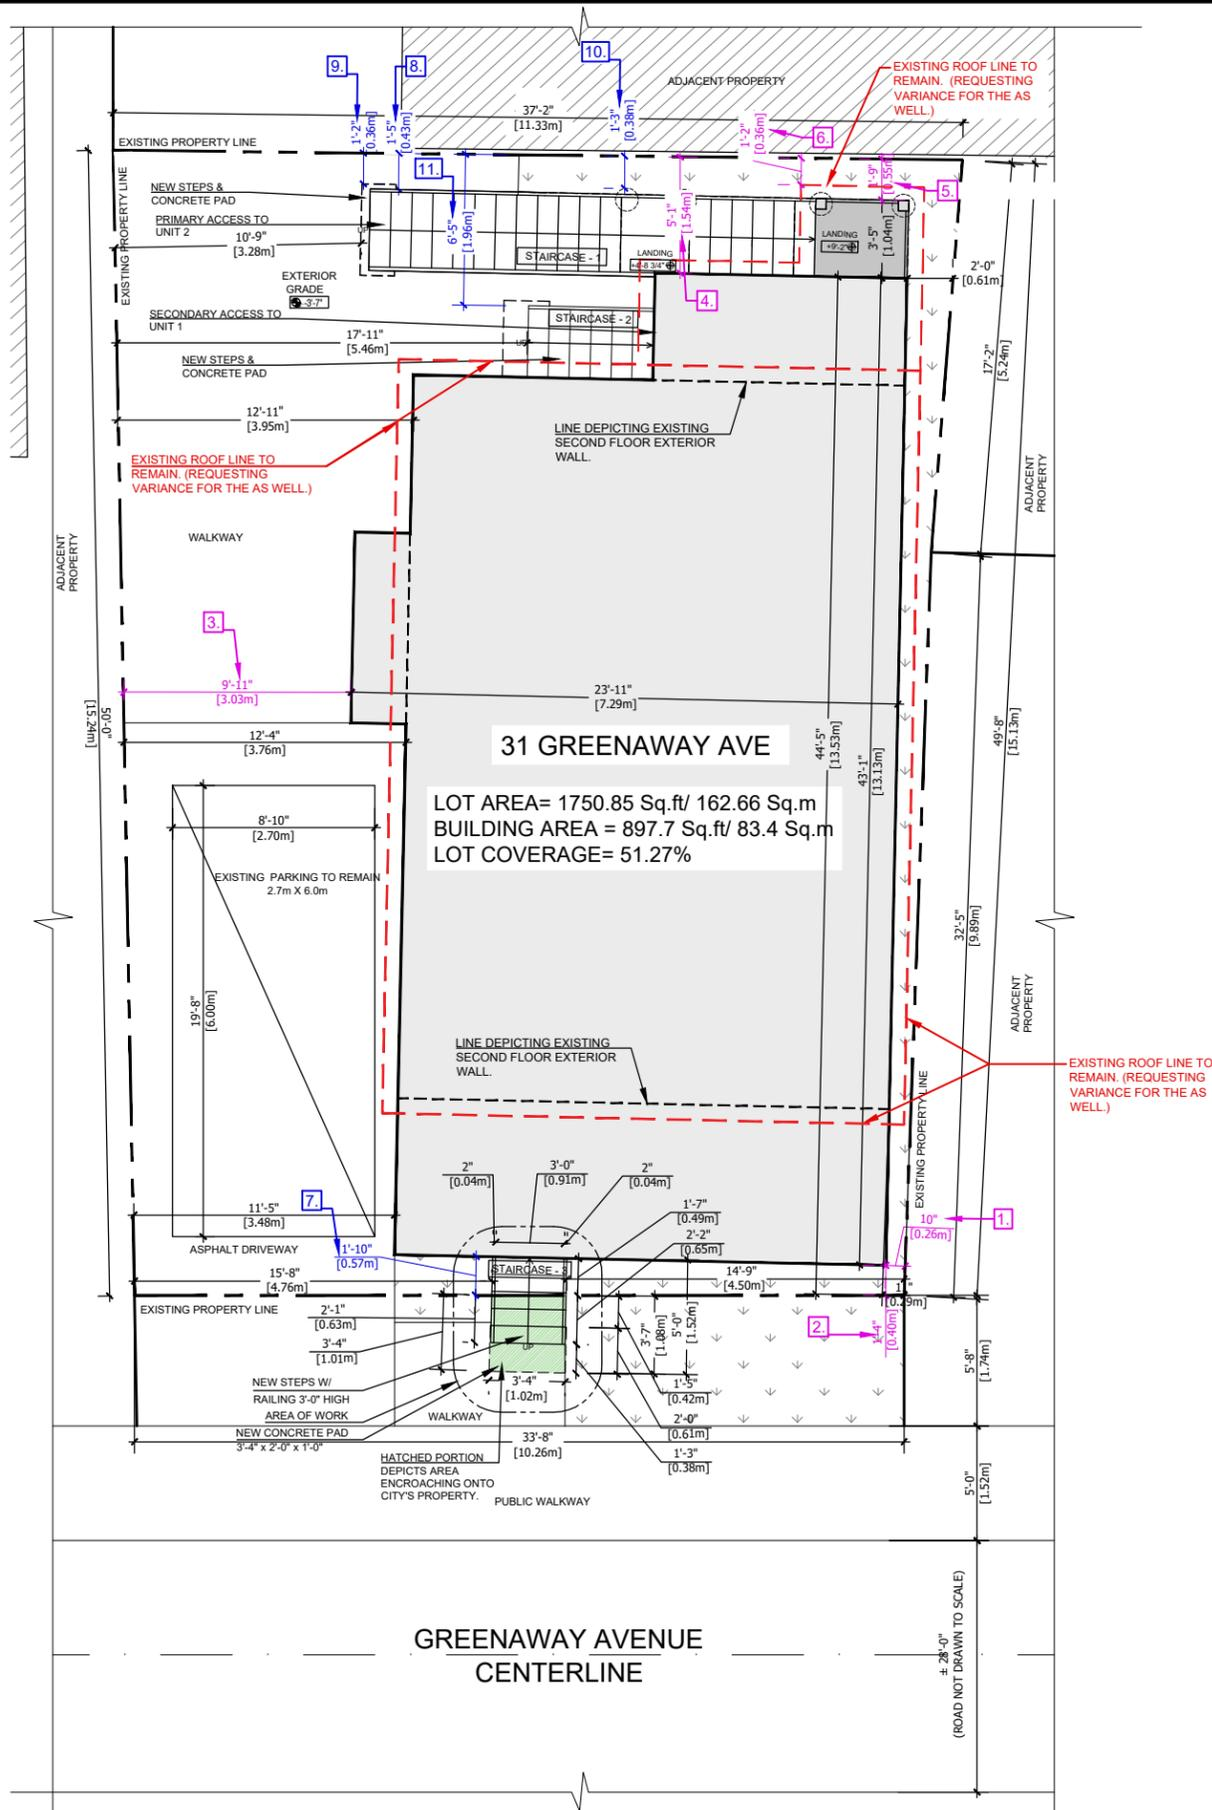 9.
8.
10.
EXISTING ROOF LINE TO
REMAIN. (REQUESTING
VARIANCE FOR THE AS
WELL.)
ADJACENT PROPERTY
37'-2"
[11.33m]
1'-2"
[0.36m]
1'-5"
[0.43m]
1'-3"
[0.38m]
1'-2"
[0.36m]
6.
EXISTING PROPERTY LINE
11.
1'-9"
[0.55m]
5.
EXISTING PROPERTY LINE
NEW STEPS &
CONCRETE PAD
PRIMARY ACCESS TO
UNIT 2
10'-9"
[3.28m]
UP
6'-5"
[1.96m]
5'-1"
[1.54m]
STAIRCASE - 1
LANDING
LANDING
+9'-2"
3'-5"
[1.04m]
2'-0"
[0.61m]
EXTERIOR
GRADE
-3'-7"
4.
SECONDARY ACCESS TO
UNIT 1
STAIRCASE - 2
17'-11"
[5.46m]
17'-2"
[5.24m]
NEW STEPS &
CONCRETE PAD
12'-11"
[3.95m]
LINE DEPICTING EXISTING
SECOND FLOOR EXTERIOR
WALL.
EXISTING ROOF LINE TO
REMAIN. (REQUESTING
VARIANCE FOR THE AS WELL.)
ADJACENT
PROPERTY
WALKWAY
ADJACENT
PROPERTY
3.
9'-11"
[3.03m]
23'-11"
[7.29m]
50'-0"
[15.24m]
12'-4"
[3.76m]
31 GREENAWAY AVE
44'-5"
[13.53m]
43'-1"
[13.13m]
49'-8"
[15.13m]
LOT AREA= 1750.85 Sq.ft/ 162.66 Sq.m
BUILDING AREA = 897.7 Sq.ft/ 83.4 Sq.m
LOT COVERAGE= 51.27%
8'-10"
[2.70m]
EXISTING PARKING TO REMAIN
2.7m X 6.0m
32'-5"
[9.89m]
19'-8"
[6.00m]
ADJACENT
PROPERTY
LINE DEPICTING EXISTING
SECOND FLOOR EXTERIOR
WALL.
EXISTING ROOF LINE TO
REMAIN. (REQUESTING
VARIANCE FOR THE AS
WELL.)
EXISTING PROPERTY LINE
2"
[0.04m]
3'-0"
[0.91m]
2"
[0.04m]
7.
11'-5"
[3.48m]
1'-7"
[0.49m]
2'-2"
[0.65m]
10"
[0.26m]
1.
ASPHALT DRIVEWAY
1'-10"
[0.57m]
STAIRCASE - 3
15'-8"
[4.76m]
14'-9"
[4.50m]
[0.29m]
EXISTING PROPERTY LINE
2'-1"
[0.63m]
3'-4"
[1.01m]
3'-7"
[1.08m]
5'-0"
[1.52m]
2.
1'-4"
[0.40m]
5'-8"
[1.74m]
UP
NEW STEPS W/
RAILING 3'-0" HIGH
AREA OF WORK
NEW CONCRETE PAD
3'-4" x 2'-0" x 1'-0"
3'-4"
[1.02m]
WALKWAY
1'-5"
[0.42m]
2'-0"
[0.61m]
1'-3"
[0.38m]
33'-8"
[10.26m]
HATCHED PORTION
DEPICTS AREA
ENCROACHING ONTO
CITY'S PROPERTY.
PUBLIC WALKWAY
5'-0"
[1.52m]
GREENAWAY AVENUE
CENTERLINE
± 28'-0"
(ROAD NOT DRAWN TO SCALE)